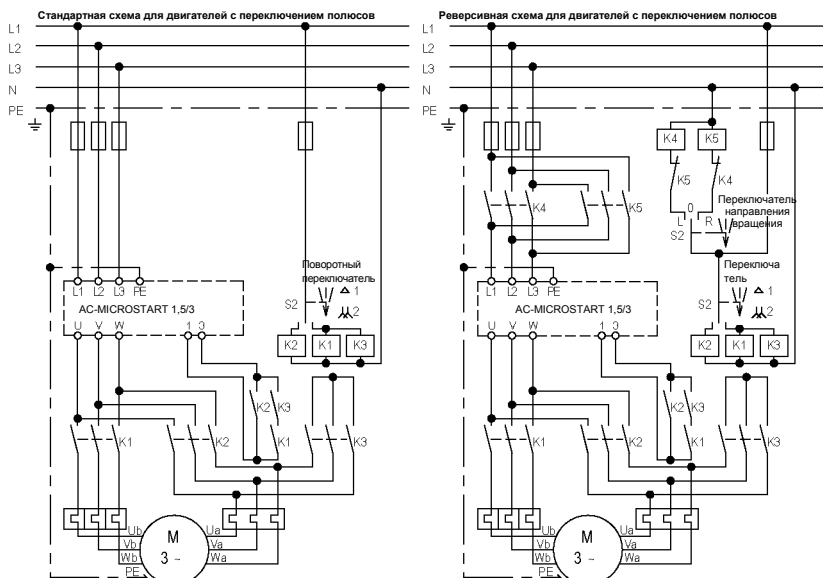 Стандартная схема для двигателей с переключением полюсов
L1
L2
L3
N
PE
Поворотный
переключатель
S2
1
2
L1 L2 L3 PE
AC-MICROSTART 1,5/3
U V W 1 3
K2 K1 K3
K2 K3
K1 K2 K1 K3
Ub Ua
Vb M Va
Wb 3 ~ Wa
PE
Реверсивная схема для двигателей с переключением полюсов
L1
L2
L3
N
PE
K4 K5
K5 K4
K4 K5
Переключатель
направления
вращения
L 0 R
S2
Переключа
тель
S2
1
2
L1 L2 L3 PE
AC-MICROSTART 1,5/3
U V W 1 3
K2 K1 K3
K2 K3
K1 K2 K1 K3
Ub Ua
Vb M Va
Wb 3 ~ Wa
PE